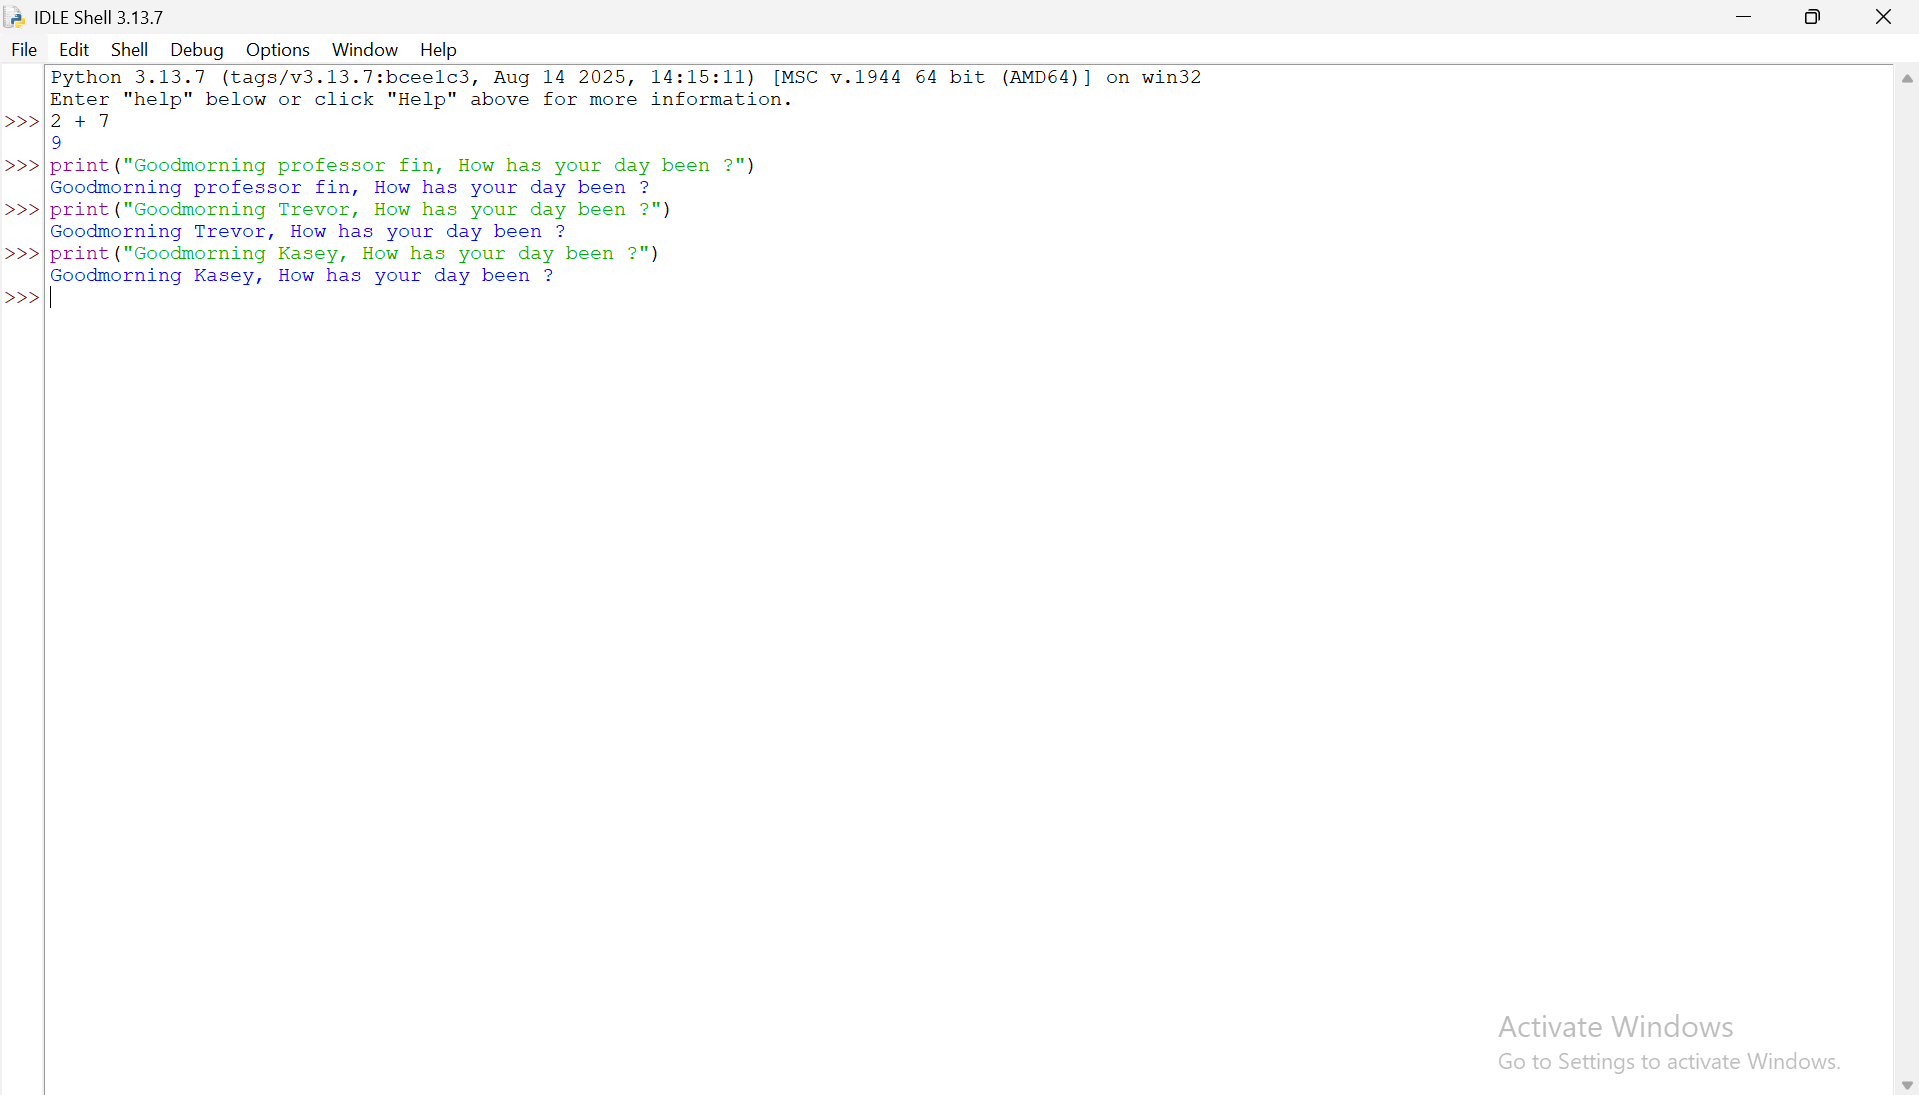 IDLE Shell 3.13.7
File Edit Shell Debug Options Window Help
Python 3.13.7 (tags/v3.13.7:bcee1c3, Aug 14 2025, 14:15:11) [MSC v.1944 64 bit (AMD64)] on win32
Enter "help" below or click "Help" above for more information.
>>> 2 + 7
9
>>> print("Goodmorning professor fin, How has your day been ?")
Goodmorning professor fin, How has your day been ?
>>> print("Goodmorning Trevor, How has your day been ?")
Goodmorning Trevor, How has your day been ?
>>> print("Goodmorning Kasey, How has your day been ?")
Goodmorning Kasey, How has your day been ?
>>>
Activate Windows
Go to Settings to activate Windows.